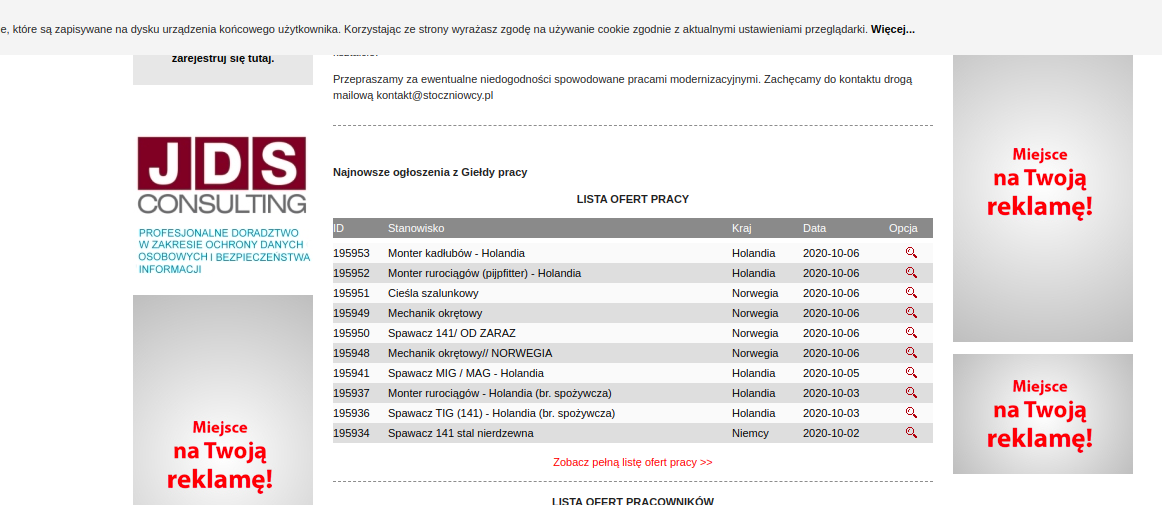 e, które są zapisywane na dysku urządzenia końcowego użytkownika. Korzystając ze strony wyrażasz zgodę na używanie cookie zgodnie z aktualnymi ustawieniami przeglądarki. Więcej...
zarejestruj się tutaj.
JDS
CONSULTING
PROFESJONALNE DORADZTWO
W ZAKRESIE OCHRONY DANYCH
OSOBOWYCH I BEZPIECZEŃSTWA
INFORMACJI
Miejsce
na Twoją
reklamę!
Przepraszamy za ewentualne niedogodności spowodowane pracami modernizacyjnymi. Zachęcamy do kontaktu drogą
mailową kontakt@stoczniowcy.pl
Najnowsze ogłoszenia z Giełdy pracy
LISTA OFERT PRACY
ID Stanowisko Kraj Data Opcja
195953 Monter kadłubów - Holandia Holandia 2020-10-06
195952 Monter rurociągów (pijpfitter) - Holandia Holandia 2020-10-06
195951 Cieśla szalunkowy Norwegia 2020-10-06
195949 Mechanik okrętowy Norwegia 2020-10-06
195950 Spawacz 141/ OD ZARAZ Norwegia 2020-10-06
195948 Mechanik okrętowy// NORWEGIA Norwegia 2020-10-06
195941 Spawacz MIG / MAG - Holandia Holandia 2020-10-05
195937 Monter rurociągów - Holandia (br. spożywcza) Holandia 2020-10-03
195936 Spawacz TIG (141) - Holandia (br. spożywcza) Holandia 2020-10-03
195934 Spawacz 141 stal nierdzewna Niemcy 2020-10-02
Zobacz pełną listę ofert pracy >>
LISTA OFERT PRACOWNIKÓW
Miejsce
na Twoją
reklamę!
Miejsce
na Twoją
reklamę!